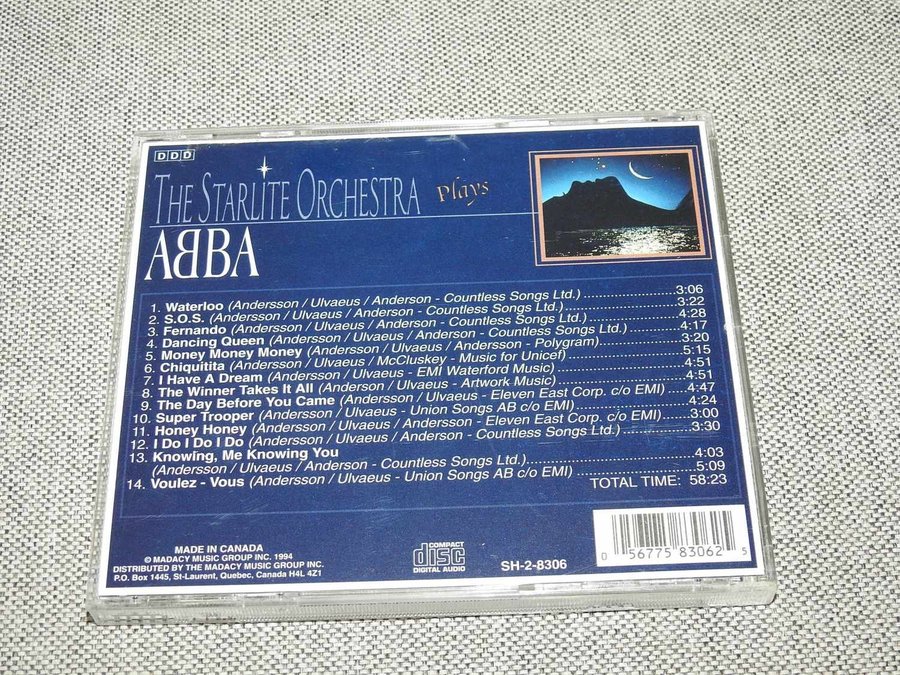 DDD
THE STARLITE ORCHESTRA Plays
ABBA
1. Waterloo (Andersson / Ulvaeus / Anderson - Countless Songs Ltd.)..........3:06
2. S.O.S. (Andersson / Ulvaeus / Anderson - Countless Songs Ltd.)..........3:22
3. Fernando (Andersson / Ulvaeus / Anderson - Countless Songs Ltd.)..........4:28
4. Dancing Queen (Andersson / Ulvaeus / Anderson - Countless Songs Ltd.)..........4:17
5. Money Money Money (Andersson / Ulvaeus / Andersson - Polygram)..........3:20
6. Chiquitita (Andersson / Ulvaeus / McCluskey - Music for Unicef)..........5:15
7. I Have A Dream (Andersson / Ulvaeus - EMI Waterford Music)..........4:51
8. The Winner Takes It All (Andersson / Ulvaeus - Artwork Music)..........4:51
9. The Day Before You Came (Andersson / Ulvaeus - Eleven East Corp. c/o EMI)..........4:47
10. Super Trooper (Andersson / Ulvaeus - Union Songs AB c/o EMI)..........4:24
11. Honey Honey (Andersson / Ulvaeus / Andersson - Eleven East Corp. c/o EMI)..........3:00
12. I Do I Do I Do (Andersson / Ulvaeus / Anderson - Countless Songs Ltd.)..........3:30
13. Knowing, Me Knowing You
(Andersson / Ulvaeus / Anderson - Countless Songs Ltd.)..........4:03
14. Voulez - Vous (Andersson / Ulvaeus - Union Songs AB c/o EMI)..........5:09
TOTAL TIME: 58:23
MADE IN CANADA
© MADACY MUSIC GROUP INC. 1994
DISTRIBUTED BY THE MADACY MUSIC GROUP INC.
P.O. Box 1445, St-Laurent, Quebec, Canada H4L 4Z1
COMPACT
disc
DIGITAL AUDIO
SH-2-8306
0 56775 83062 5